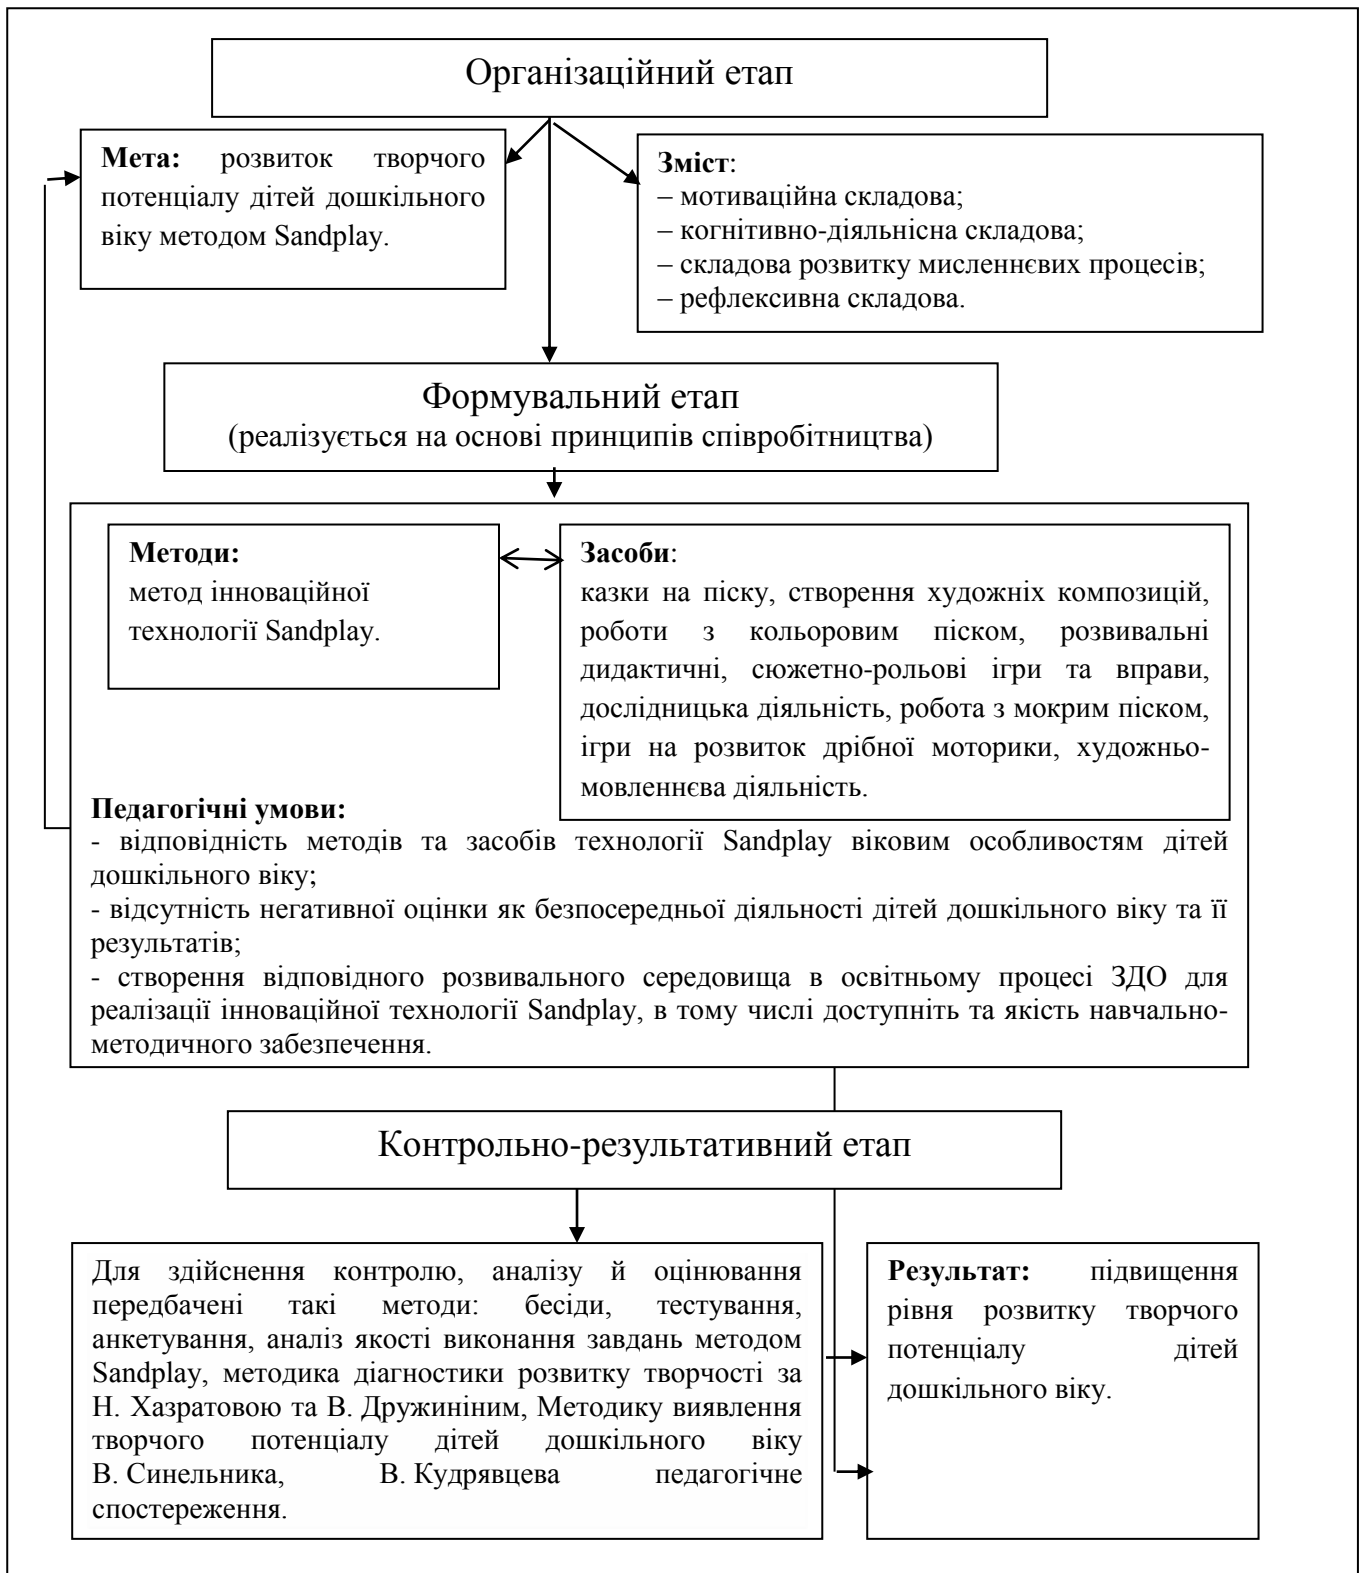 Організаційний етап
Мета: розвиток творчого
потенціалу дітей дошкільного
віку методом Sandplay.
Зміст:
– мотиваційна складова;
– когнітивно-діяльнісна складова;
– складова розвитку мисленнєвих процесів;
– рефлексивна складова.
Формувальний етап
(реалізується на основі принципів співробітництва)
Методи:
метод інноваційної
технології Sandplay.
Засоби:
казки на піску, створення художніх композицій,
роботи з кольоровим піском, розвивальні
дидактичні, сюжетно-рольові ігри та вправи,
дослідницька діяльність, робота з мокрим піском,
ігри на розвиток дрібної моторики, художньо-
мовленнєва діяльність.
Педагогічні умови:
- відповідність методів та засобів технології Sandplay віковим особливостям дітей
дошкільного віку;
- відсутність негативної оцінки як безпосередньої діяльності дітей дошкільного віку та її
результатів;
- створення відповідного розвивального середовища в освітньому процесі ЗДО для
реалізації інноваційної технології Sandplay, в тому числі доступніть та якість навчально-
методичного забезпечення.
Контрольно-результативний етап
Для здійснення контролю, аналізу й оцінювання
передбачені такі методи: бесіди, тестування,
анкетування, аналіз якості виконання завдань методом
Sandplay, методика діагностики розвитку творчості за
Н. Хазратовою та В. Дружиніним, Методику виявлення
творчого потенціалу дітей дошкільного віку
В. Синельника, В. Кудрявцева педагогічне
спостереження.
Результат: підвищення
рівня розвитку творчого
потенціалу дітей
дошкільного віку.